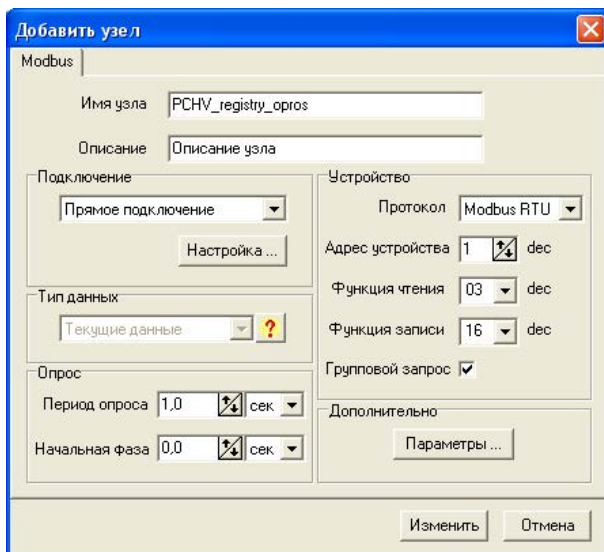 Добавить узел
Modbus
Имя узла PCHV_registry_opros
Описание Описание узла
Подключение
Прямое подключение
Настройка ...
Тип данных
Текущие данные ?
Опрос
Период опроса 1,0 сек
Начальная фаза 0,0 сек
Устройство
Протокол Modbus RTU
Адрес устройства 1 dec
Функция чтения 03 dec
Функция записи 16 dec
Групповой запрос
Дополнительно
Параметры ...
Изменить Отмена